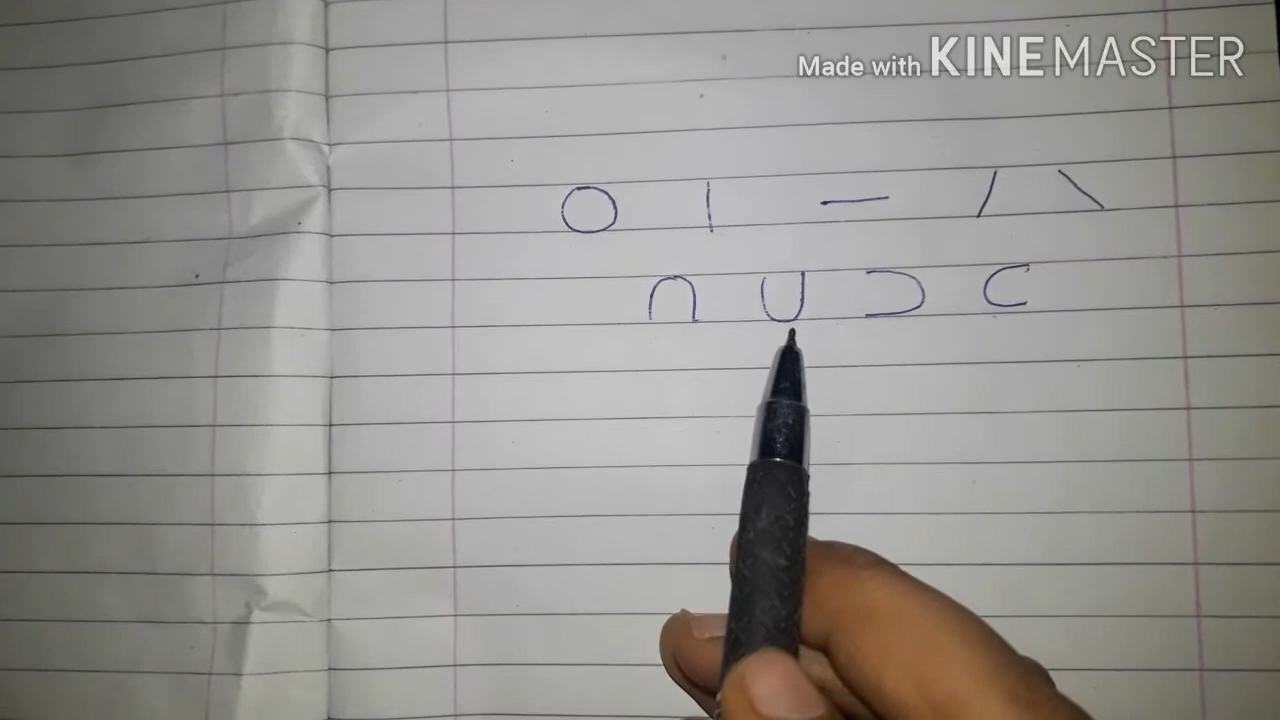 Made with KINEMASTER
O | — / \
∩ U ⊃ C